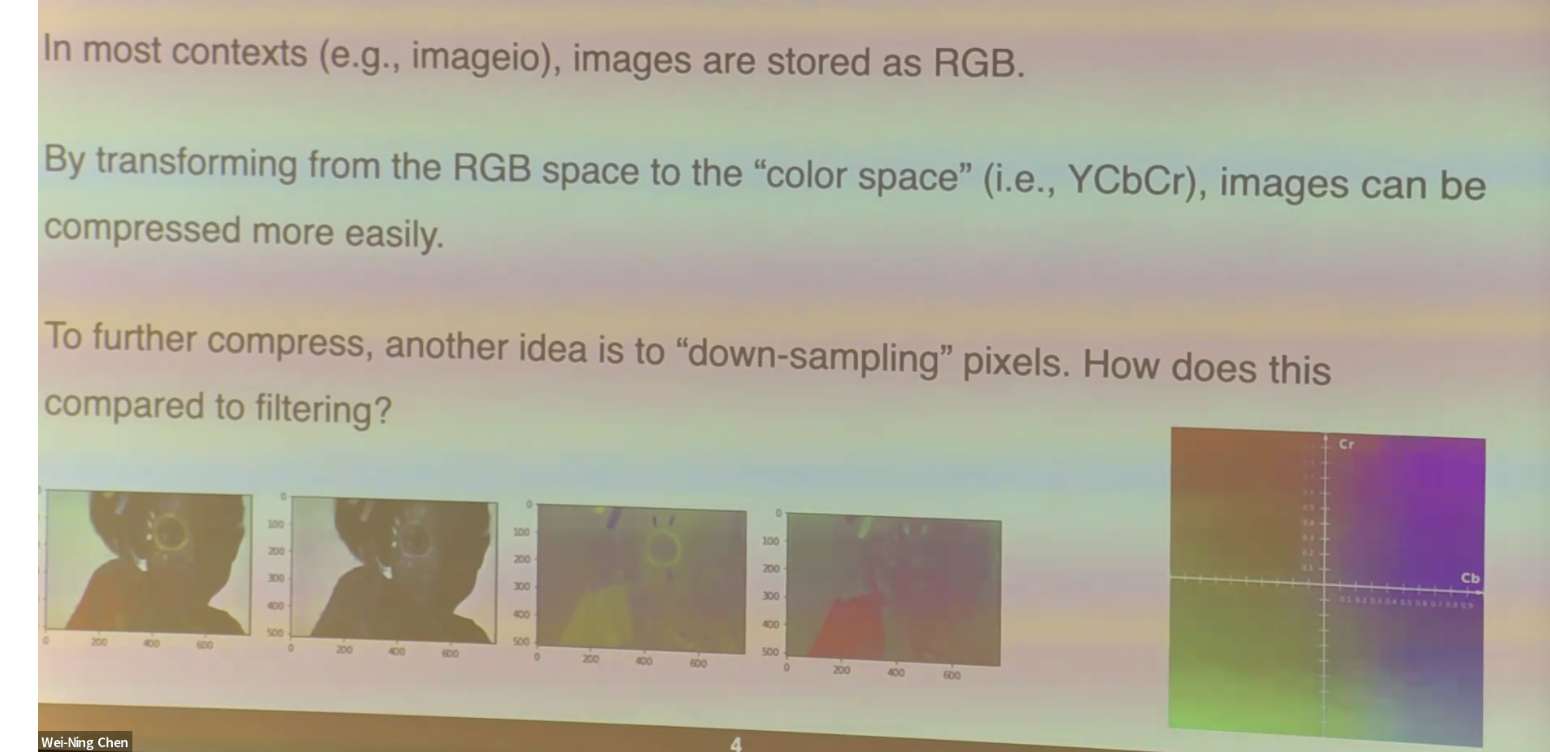 In most contexts (e.g., imageio), images are stored as RGB.
By transforming from the RGB space to the “color space” (i.e., YCbCr), images can be
compressed more easily.
To further compress, another idea is to “down-sampling” pixels. How does this
compared to filtering?
Cr
Cb
0 100 200 300 400 500
0 100 200 300 400 500
0 100 200 300 400 500
0 200 400 600
0 200 400 600
0 200 400 600
0 200 400 600
4
Wei-Ning Chen